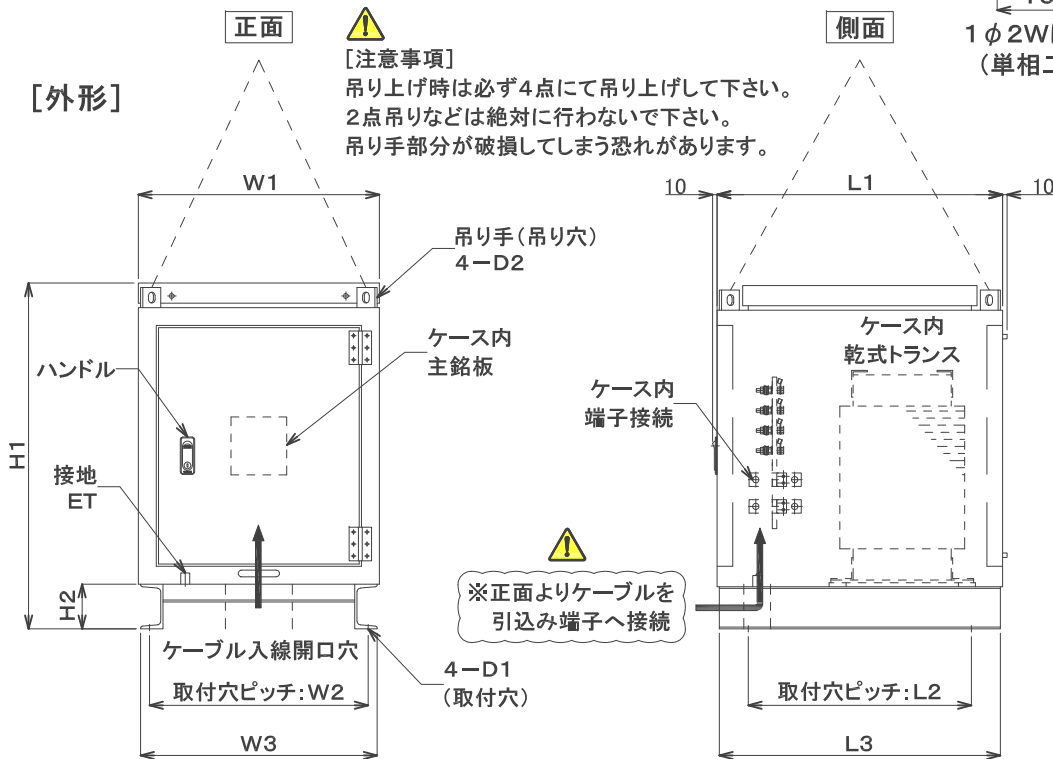 正面
[注意事項]
吊り上げ時は必ず4点にて吊り上げして下さい。
2点吊りなどは絶対に行わないで下さい。
吊り手部分が破損してしまう恐れがあります。
側面
1φ2W
(単相二
[外形]
W1
10
L1
10
吊り手(吊り穴)
4-D2
H1
ハンドル
ケース内
主銘板
ケース内
乾式トランス
ケース内
端子接続
接地
ET
H2
※正面よりケーブルを
引込み端子へ接続
ケーブル入線開口穴
4-D1
(取付穴)
取付穴ピッチ:W2
取付穴ピッチ:L2
W3
L3